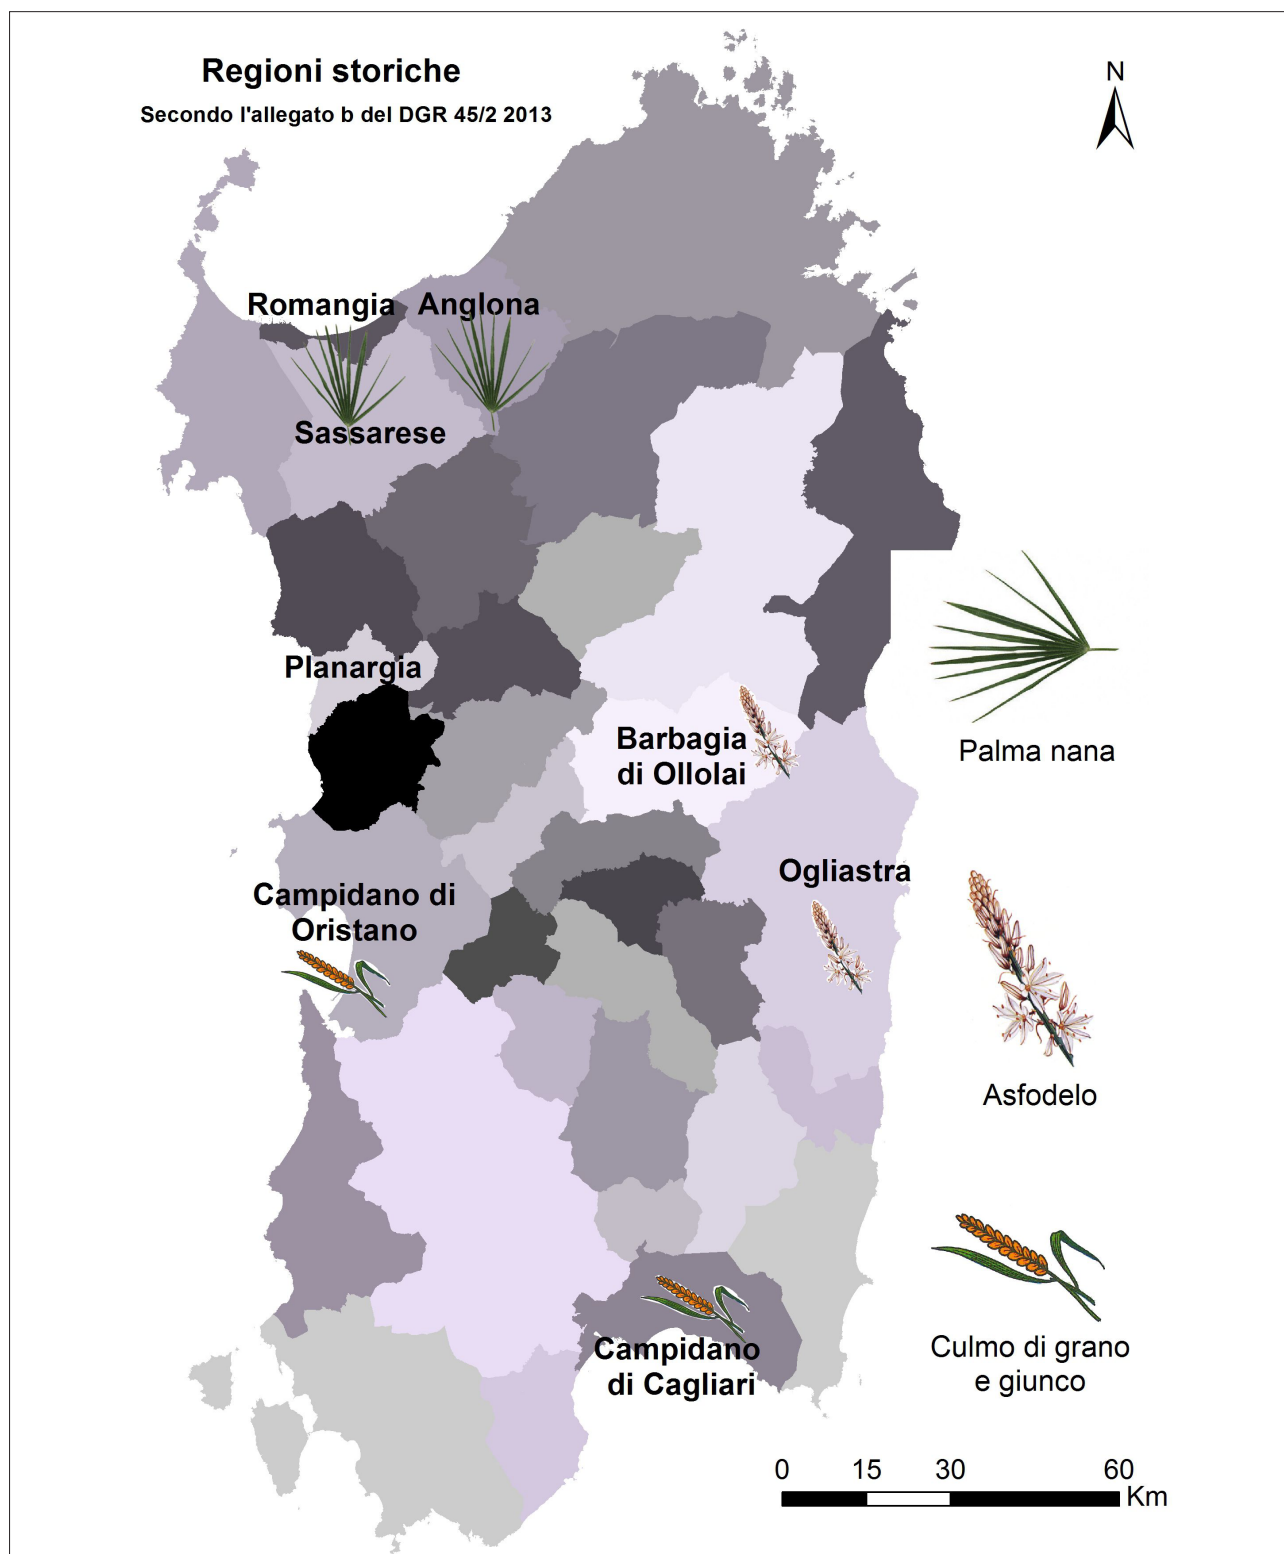 Regioni storiche
Secondo l'allegato b del DGR 45/2 2013
N
Romangia
Anglona
Sassarese
Planargia
Barbagia
di Ollolai
Palma nana
Ogliastra
Campidano di
Oristano
Asfodelo
Campidano
di Cagliari
Culmo di grano
e giunco
0 15 30 60
Km